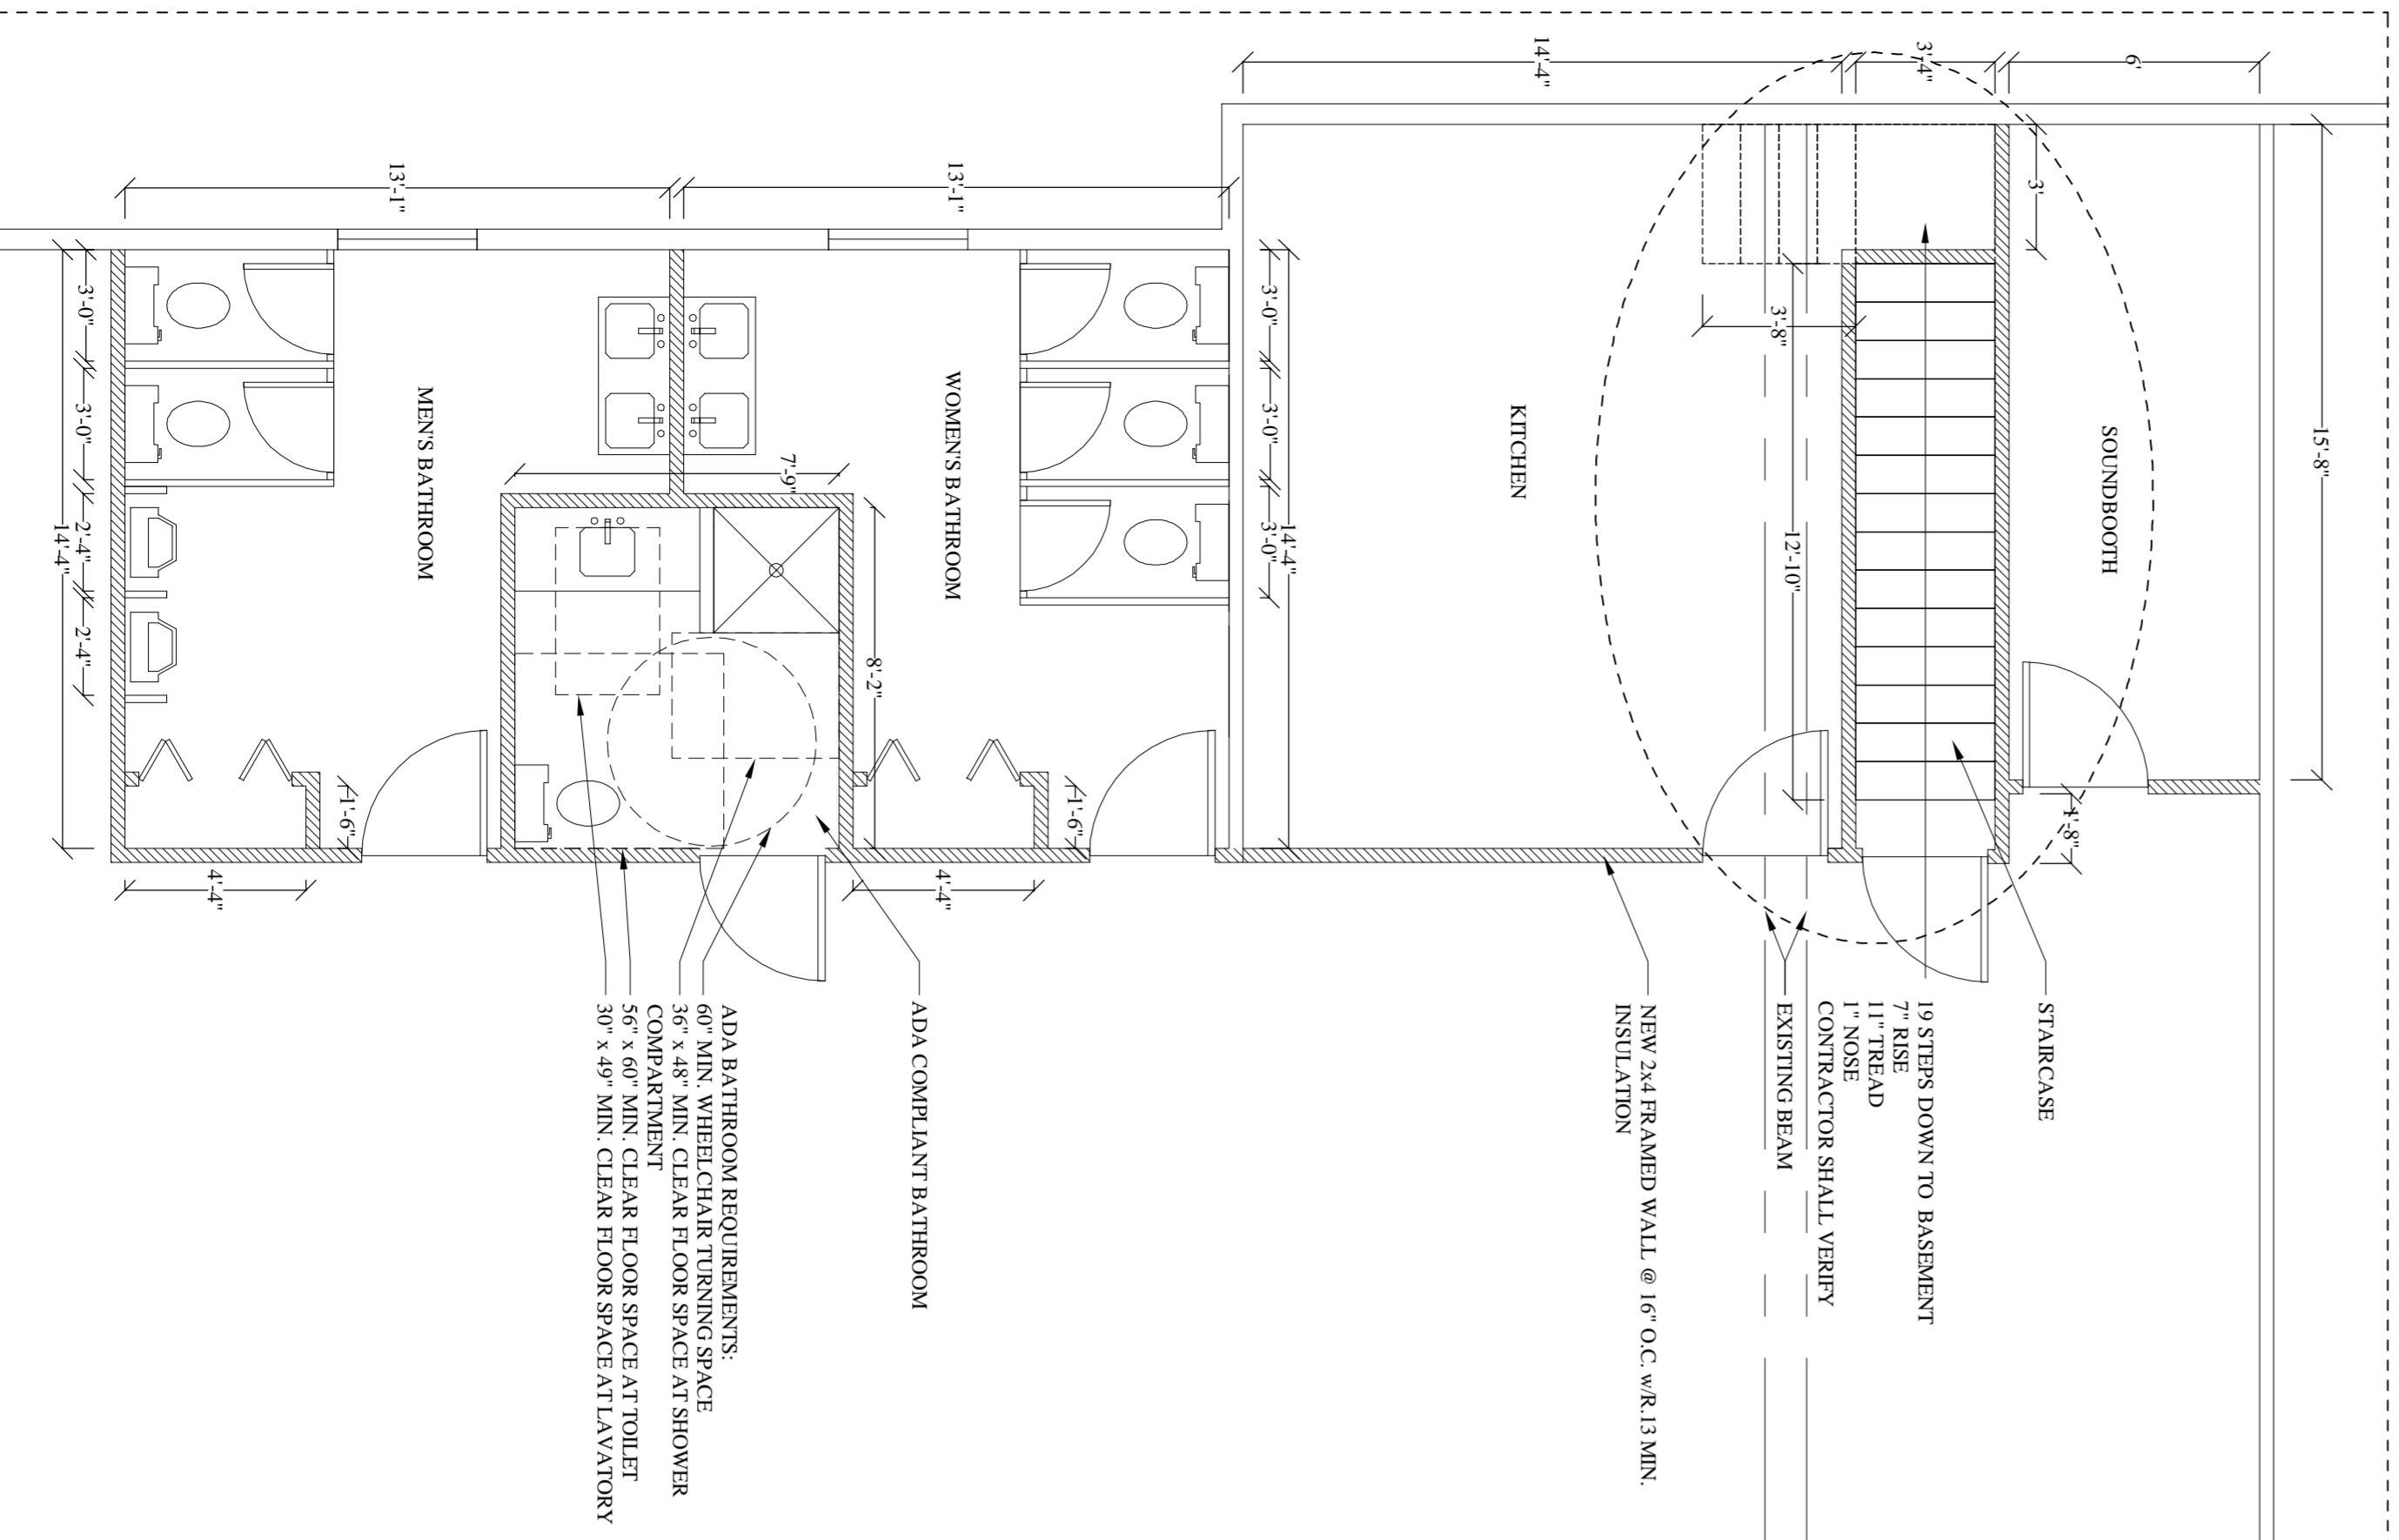 15'-8"
6'
3'-4"
14'-4"
3'
SOUNDBOOTH
1'-8"
STAIRCASE
19 STEPS DOWN TO BASEMENT
7" RISE
11" TREAD
1" NOSE
CONTRACTOR SHALL VERIFY
3'-8"
12'-10"
EXISTING BEAM
KITCHEN
NEW 2x4 FRAMED WALL @ 16" O.C. w/R.13 MIN.
INSULATION
14'-4"
3'-0"
3'-0"
3'-0"
13'-1"
WOMEN'S BATHROOM
1'-6"
4'-4"
8'-2"
7'-9"
ADA COMPLIANT BATHROOM
ADA BATHROOM REQUIREMENTS:
60" MIN. WHEELCHAIR TURNING SPACE
36" x 48" MIN. CLEAR FLOOR SPACE AT SHOWER
COMPARTMENT
56" x 60" MIN. CLEAR FLOOR SPACE AT TOILET
30" x 49" MIN. CLEAR FLOOR SPACE AT LAVATORY
13'-1"
MEN'S BATHROOM
1'-6"
4'-4"
3'-0"
3'-0"
2'-4"
2'-4"
14'-4"